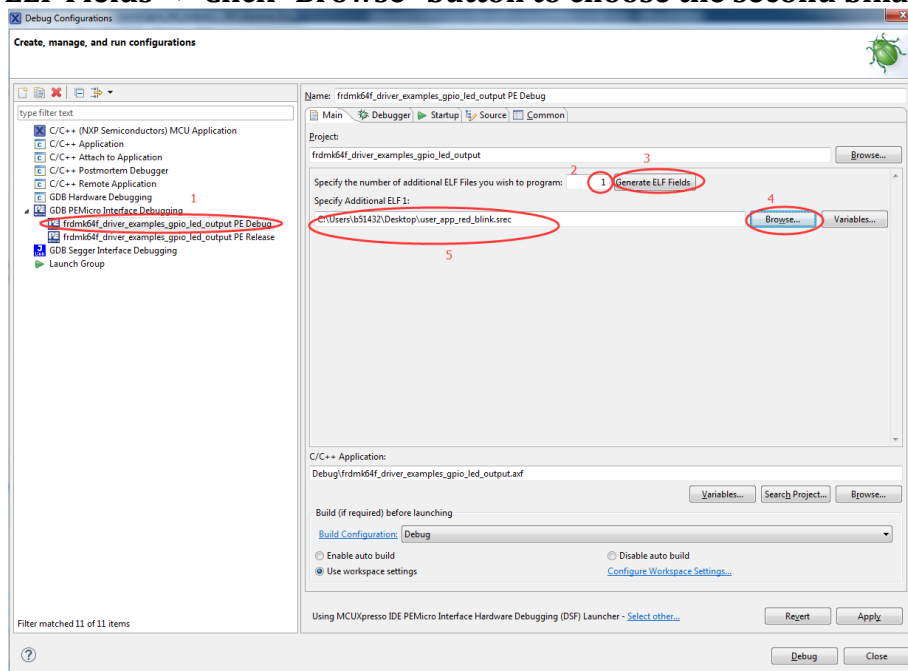 Debug Configurations
Create, manage, and run configurations
type filter text
C/C++ (NXP Semiconductors) MCU Application
C/C++ Application
C/C++ Attach to Application
C/C++ Postmortem Debugger
C/C++ Remote Application
GDB Hardware Debugging
1
GDB PEMicro Interface Debugging
frdmk64f_driver_examples_gpio_led_output PE Debug
frdmk64f_driver_examples_gpio_led_output PE Release
GDB Segger Interface Debugging
Launch Group
Filter matched 11 of 11 items
Name: frdmk64f_driver_examples_gpio_led_output PE Debug
Main Debugger Startup Source Common
Project:
frdmk64f_driver_examples_gpio_led_output Browse...
2 3
Specify the number of additional ELF Files you wish to program: 1 Generate ELF Fields
Specify Additional ELF 1: 4
C:\Users\b51432\Desktop\user_app_red_blink.srec Browse... Variables...
5
C/C++ Application:
Debug\frdmk64f_driver_examples_gpio_led_output.axf
Variables... Search Project... Browse...
Build (if required) before launching
Build Configuration: Debug
Enable auto build Disable auto build
Use workspace settings Configure Workspace Settings...
Using MCUXpresso IDE PEMicro Interface Hardware Debugging (DSF) Launcher - Select other... Revert Apply
Debug Close